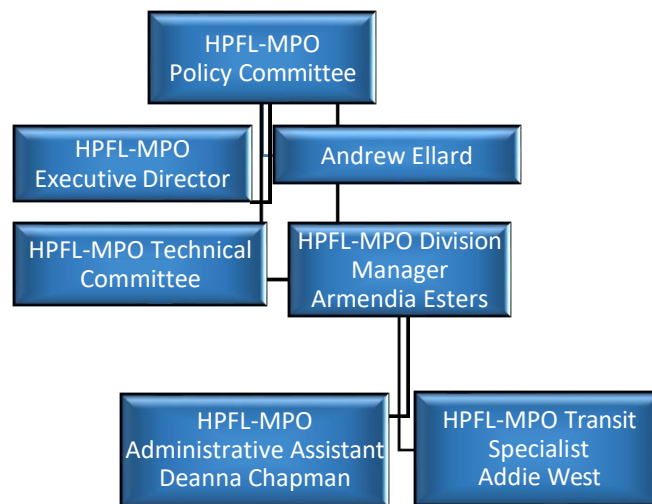 HPFL-MPO
Policy Committee
HPFL-MPO
Executive Director
Andrew Ellard
HPFL-MPO Technical
Committee
HPFL-MPO Division
Manager
Armendia Esters
HPFL-MPO
Administrative Assistant
Deanna Chapman
HPFL-MPO Transit
Specialist
Addie West